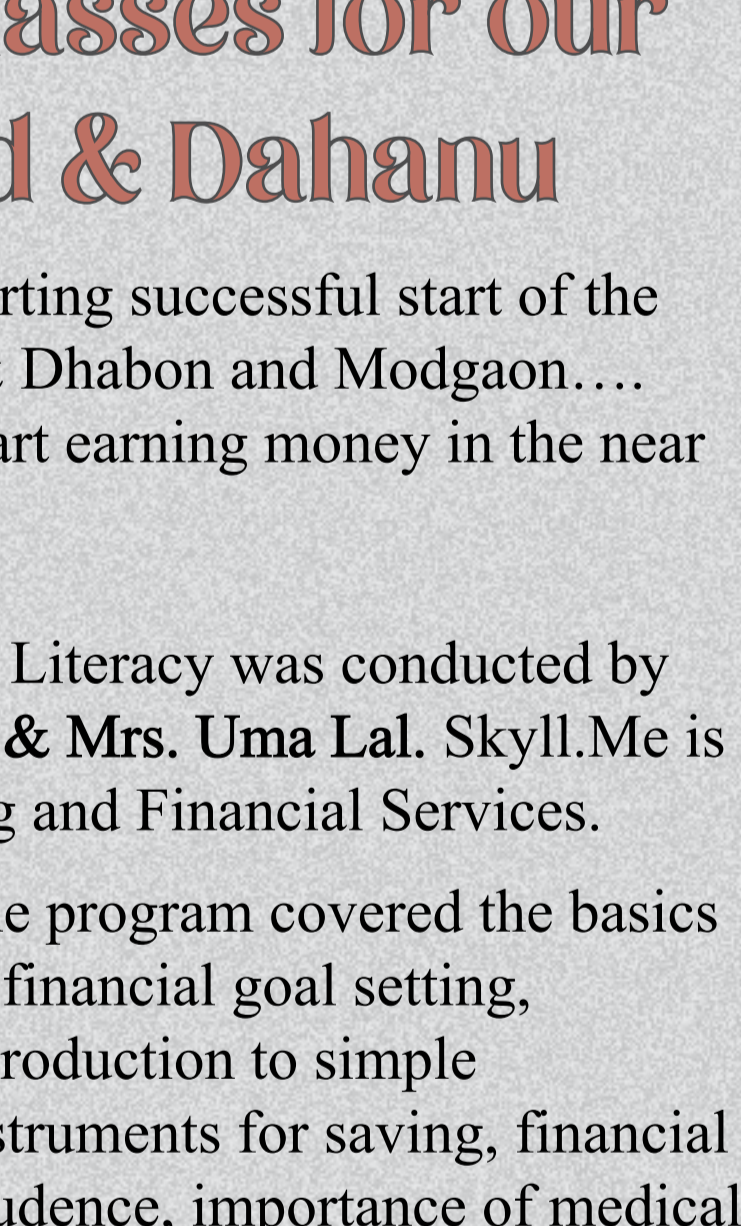 asses for our
d & Dahanu
rting successful start of the
Dhabon and Modgaon....
art earning money in the near
Literacy was conducted by
& Mrs. Uma Lal. Skyll.Me is
g and Financial Services.
e program covered the basics
financial goal setting,
roduction to simple
struments for saving, financial
udence, importance of medical